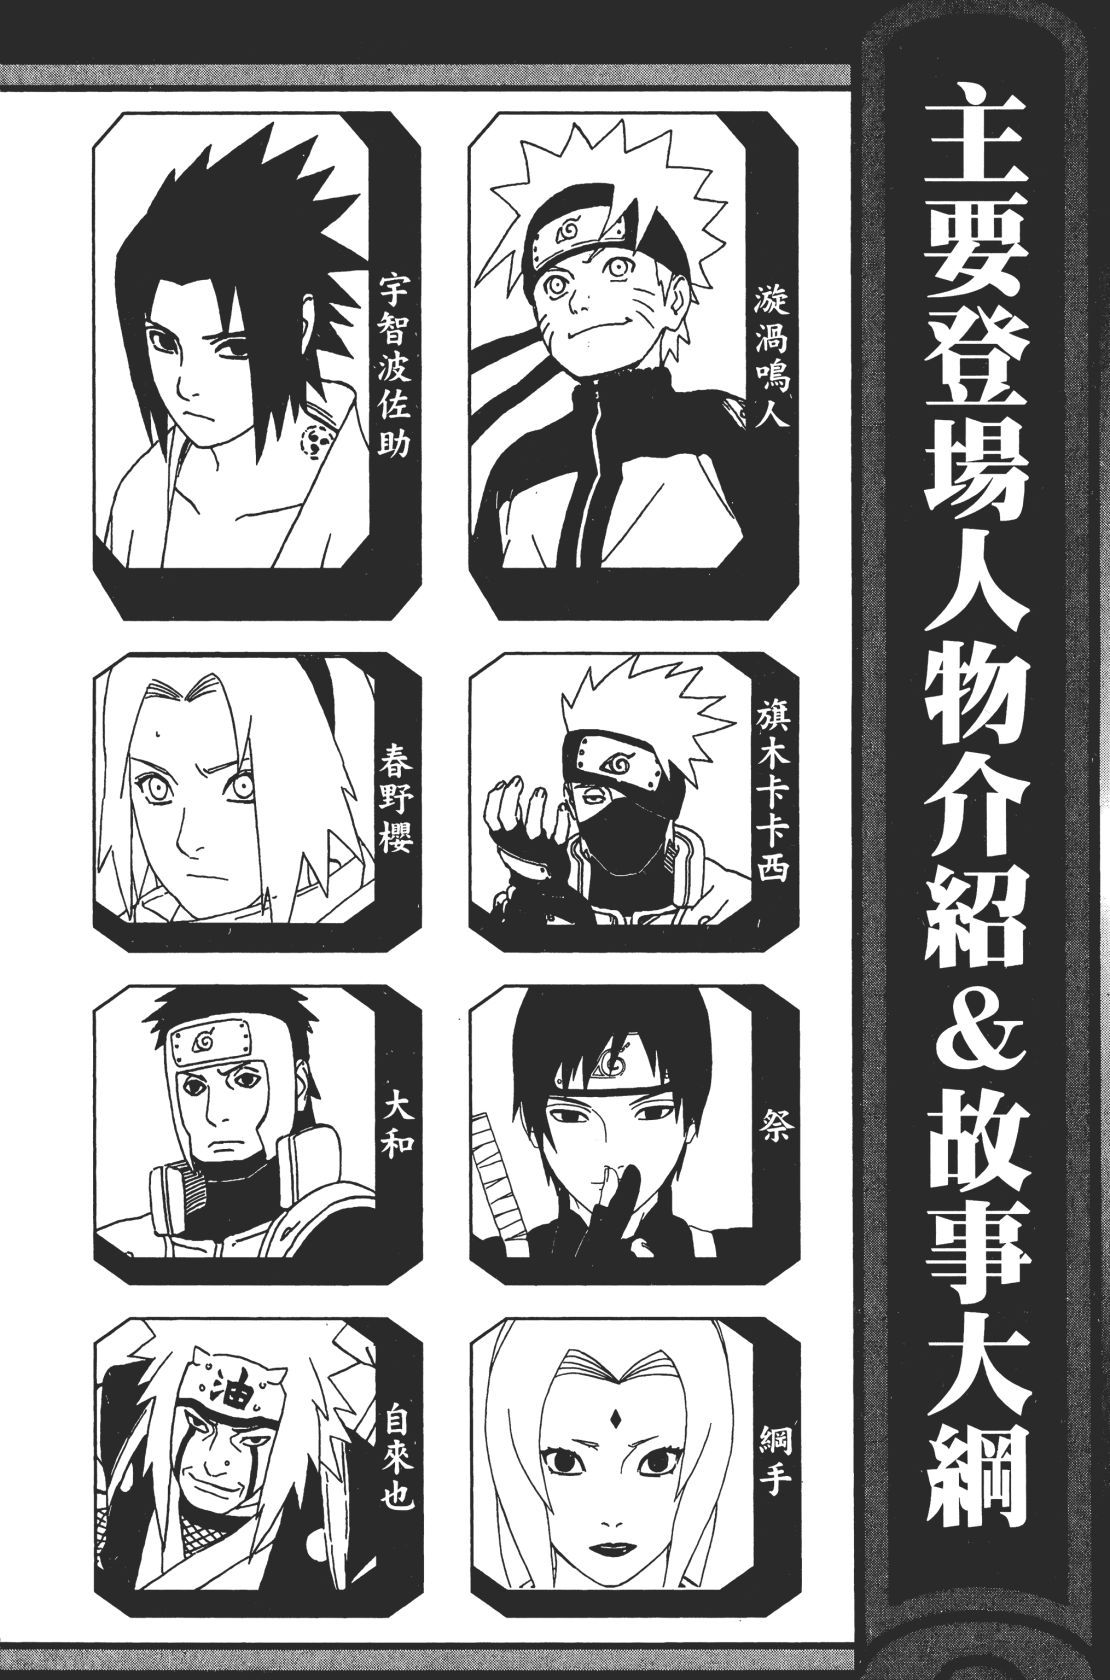 主要登場人物介紹&故事大綱
漩渦鳴人
宇智波佐助
旗木卡卡西
春野櫻
祭
大和
綱手
自來也
油